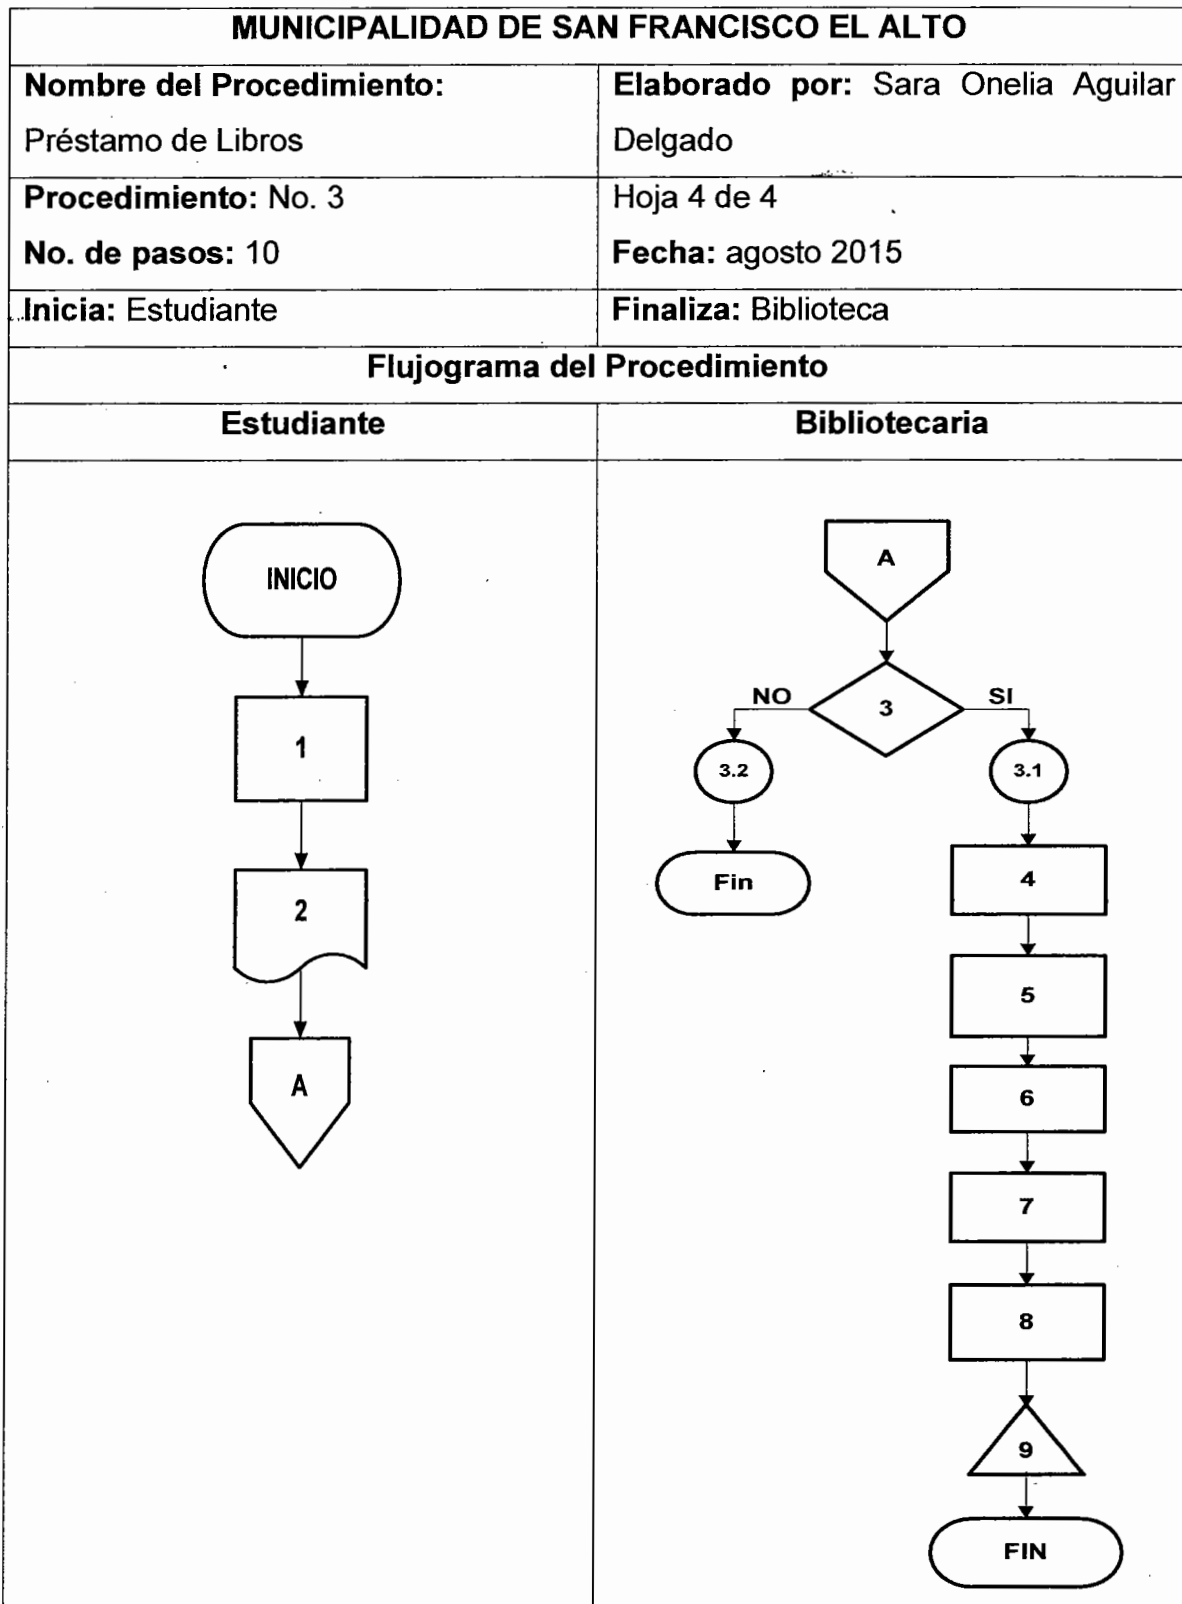 MUNICIPALIDAD DE SAN FRANCISCO EL ALTO
Nombre del Procedimiento:
Préstamo de Libros
Elaborado por: Sara Onelia Aguilar
Delgado
Procedimiento: No. 3
No. de pasos: 10
Hoja 4 de 4
Fecha: agosto 2015
Inicia: Estudiante
Finaliza: Biblioteca
Flujograma del Procedimiento
Estudiante
Bibliotecaria
INICIO
1
2
A
A
3
NO
SI
3.2
3.1
Fin
4
5
6
7
8
9
FIN